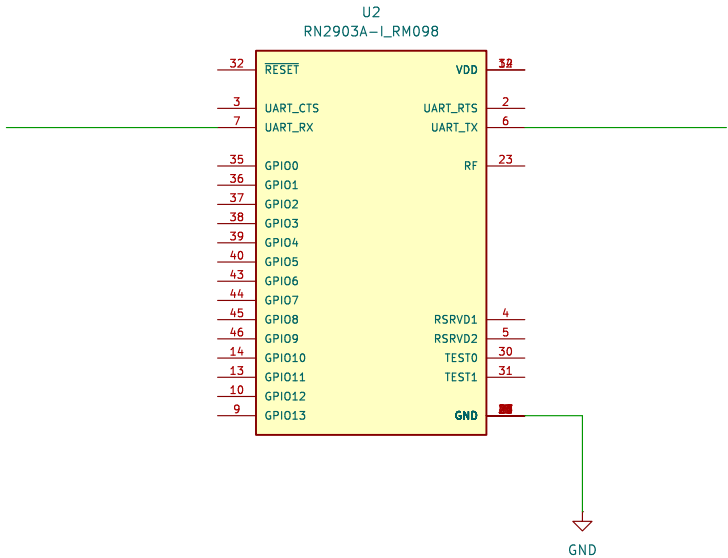 U2
RN2903A-I_RM098
32 RESET VDD
3 UART_CTS UART_RTS 2
7 UART_RX UART_TX 6
35 GPIO0 RF 23
36 GPIO1
37 GPIO2
38 GPIO3
39 GPIO4
40 GPIO5
43 GPIO6
44 GPIO7
45 GPIO8 RSRVD1 4
46 GPIO9 RSRVD2 5
14 GPIO10 TEST0 30
13 GPIO11 TEST1 31
10 GPIO12
9 GPIO13 GND
GND